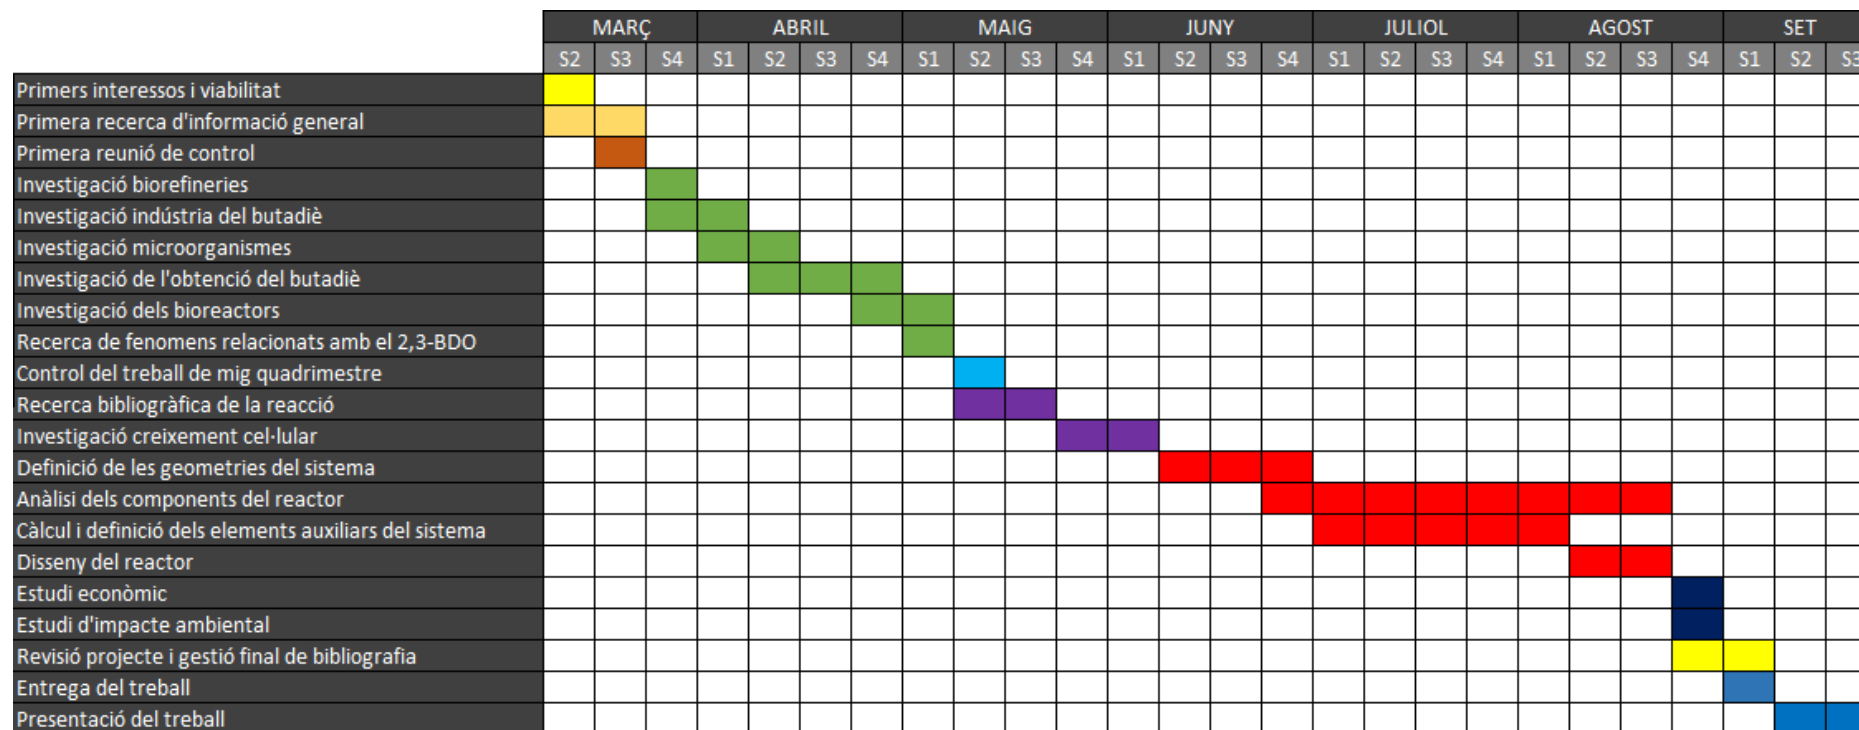 MARÇ ABRIL MAIG JUNY JULIOL AGOST SET
S2 S3 S4 S1 S2 S3 S4 S1 S2 S3 S4 S1 S2 S3 S4 S1 S2 S3 S4 S1 S2 S3 S4 S1 S2 S3
Primers interessos i viabilitat
Primera recerca d'informació general
Primera reunió de control
Investigació biorefineries
Investigació indústria del butadiè
Investigació microorganismes
Investigació de l'obtenció del butadiè
Investigació dels bioreactors
Recerca de fenomens relacionats amb el 2,3-BDO
Control del treball de mig quadrimestre
Recerca bibliogràfica de la reacció
Investigació creixement cel·lular
Definició de les geometries del sistema
Anàlisi dels components del reactor
Càlcul i definició dels elements auxiliars del sistema
Disseny del reactor
Estudi econòmic
Estudi d'impacte ambiental
Revisió projecte i gestió final de bibliografia
Entrega del treball
Presentació del treball